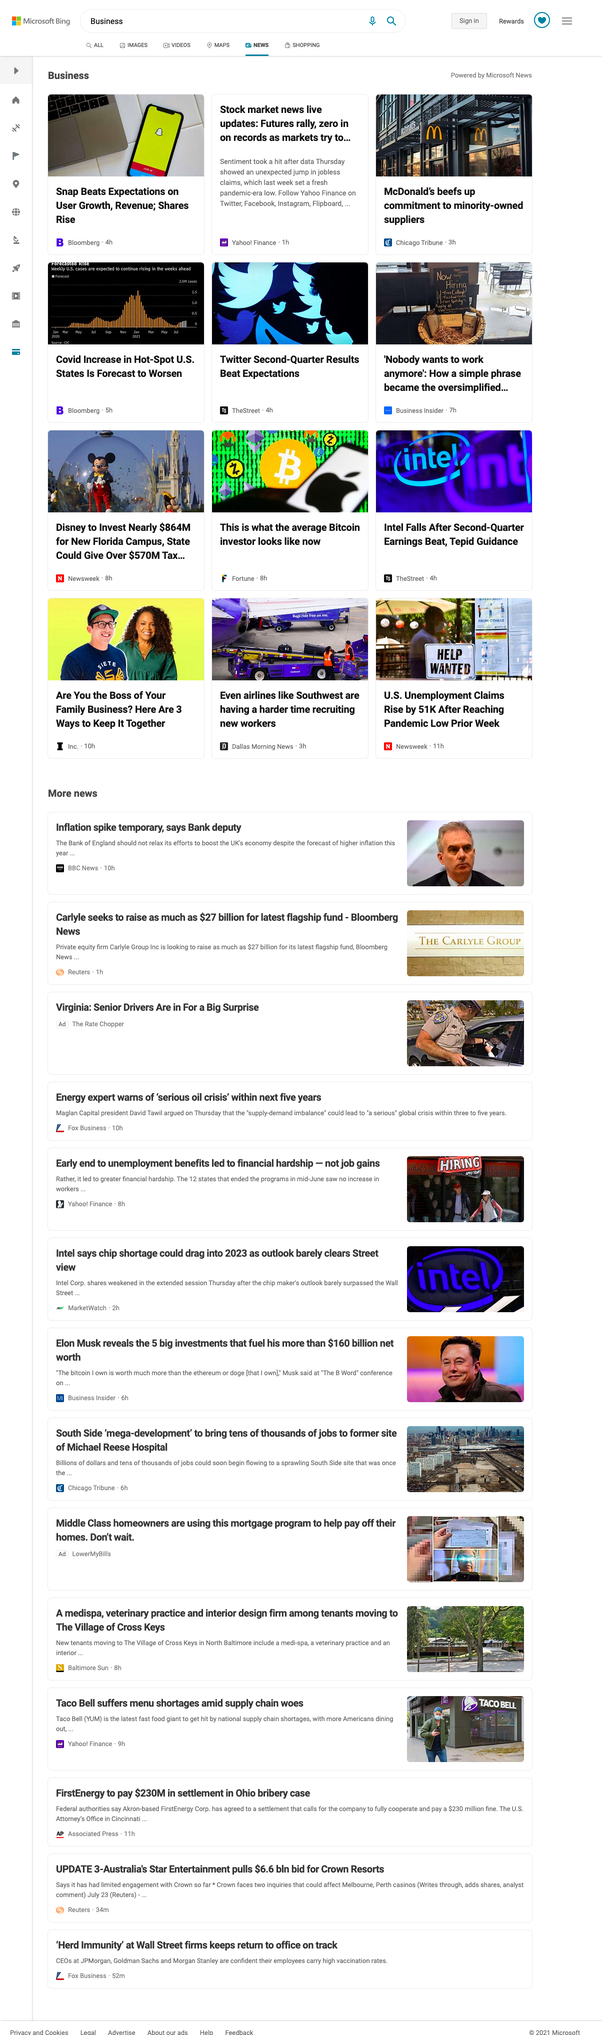 Microsoft Bing
Business
Sign in
Rewards
ALL
IMAGES
VIDEOS
MAPS
NEWS
SHOPPING
Business
Powered by Microsoft News
Snap Beats Expectations on
User Growth, Revenue; Shares
Rise
Bloomberg · 4h
Stock market news live
updates: Futures rally, zero in
on records as markets try to...
Sentiment took a hit after data Thursday
showed an unexpected jump in jobless
claims, which last week set a fresh
pandemic-era low. Follow Yahoo Finance on
Twitter, Facebook, Instagram, Flipboard, ...
Yahoo! Finance · 1h
McDonald's beefs up
commitment to minority-owned
suppliers
Chicago Tribune · 3h
Forecasted Rise
Weekly U.S. cases are expected to continue rising in the weeks ahead
Covid Increase in Hot-Spot U.S.
States Is Forecast to Worsen
Bloomberg · 5h
Twitter Second-Quarter Results
Beat Expectations
TheStreet · 4h
Now
Hiring
'Nobody wants to work
anymore': How a simple phrase
became the oversimplified...
Business Insider · 7h
Disney to Invest Nearly $864M
for New Florida Campus, State
Could Give Over $570M Tax...
Newsweek · 8h
This is what the average Bitcoin
investor looks like now
Fortune · 8h
intel
int
Intel Falls After Second-Quarter
Earnings Beat, Tepid Guidance
TheStreet · 4h
Are You the Boss of Your
Family Business? Here Are 3
Ways to Keep It Together
Inc. · 10h
Even airlines like Southwest are
having a harder time recruiting
new workers
Dallas Morning News · 3h
HELP
WANTED
U.S. Unemployment Claims
Rise by 51K After Reaching
Pandemic Low Prior Week
Newsweek · 11h
More news
Inflation spike temporary, says Bank deputy
The Bank of England should not relax its efforts to boost the UK's economy despite the forecast of higher inflation this
year ...
BBC News · 10h
Carlyle seeks to raise as much as $27 billion for latest flagship fund - Bloomberg
News
Private equity firm Carlyle Group Inc is looking to raise as much as $27 billion for its latest flagship fund, Bloomberg
News ...
Reuters · 1h
THE CARLYLE GROUP
Virginia: Senior Drivers Are in For a Big Surprise
Ad The Rate Chopper
Energy expert warns of 'serious oil crisis' within next five years
Maglan Capital president David Tawil argued on Thursday that the "supply-demand imbalance" could lead to "a serious" global crisis within three to five years.
Fox Business · 10h
Early end to unemployment benefits led to financial hardship — not job gains
Rather, it led to greater financial hardship. The 12 states that ended the programs in mid-June saw no increase in
workers ...
Yahoo! Finance · 8h
HIRING
Intel says chip shortage could drag into 2023 as outlook barely clears Street
view
Intel Corp. shares weakened in the extended session Thursday after the chip maker's outlook barely surpassed the Wall
Street ...
MarketWatch · 2h
intel
Elon Musk reveals the 5 big investments that fuel his more than $160 billion net
worth
"The bitcoin I own is worth much more than the ethereum or doge [that I own]," Musk said at "The B Word" conference
on ...
Business Insider · 6h
South Side 'mega-development' to bring tens of thousands of jobs to former site
of Michael Reese Hospital
Billions of dollars and tens of thousands of jobs could soon begin flowing to a sprawling South Side site that was once
the ...
Chicago Tribune · 6h
Middle Class homeowners are using this mortgage program to help pay off their
homes. Don't wait.
Ad LowerMyBills
A medispa, veterinary practice and interior design firm among tenants moving to
The Village of Cross Keys
New tenants moving to The Village of Cross Keys in North Baltimore include a medi-spa, a veterinary practice and an
interior ...
Baltimore Sun · 8h
Taco Bell suffers menu shortages amid supply chain woes
Taco Bell (YUM) is the latest fast food giant to get hit by national supply chain shortages, with more Americans dining
out, ...
Yahoo! Finance · 9h
TACO BELL
FirstEnergy to pay $230M in settlement in Ohio bribery case
Federal authorities say Akron-based FirstEnergy Corp. has agreed to a settlement that calls for the company to fully cooperate and pay a $230 million fine. The U.S.
Attorney's Office in Cincinnati ...
Associated Press · 11h
UPDATE 3-Australia's Star Entertainment pulls $6.6 bln bid for Crown Resorts
Says it has had limited engagement with Crown so far * Crown faces two inquiries that could affect Melbourne, Perth casinos (Writes through, adds shares, analyst
comment) July 23 (Reuters) - ...
Reuters · 34m
'Herd Immunity' at Wall Street firms keeps return to office on track
CEOs at JPMorgan, Goldman Sachs and Morgan Stanley are confident their employees carry high vaccination rates.
Fox Business · 52m
Privacy and Cookies
Legal
Advertise
About our ads
Help
Feedback
© 2021 Microsoft